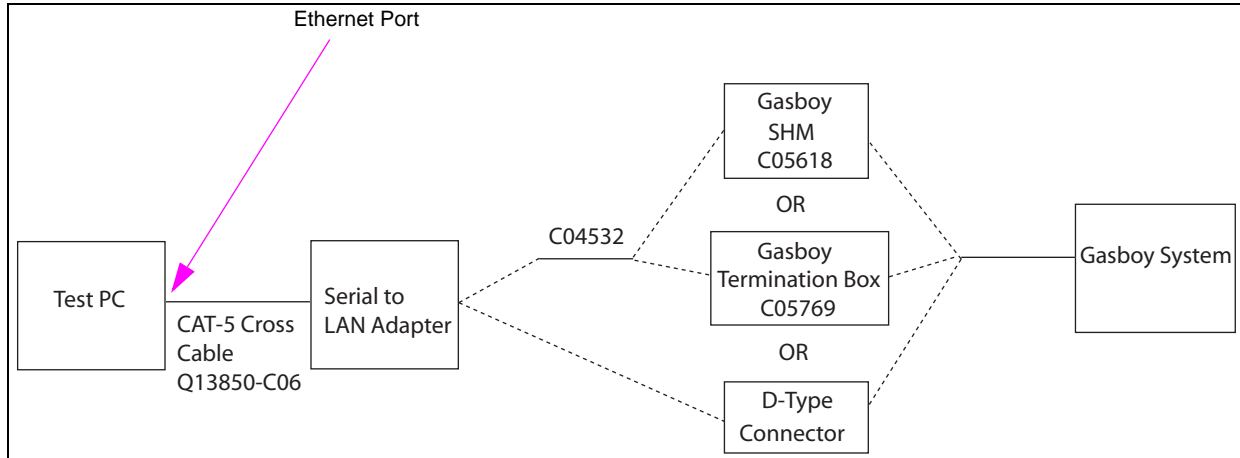 Ethernet Port
Gasboy
SHM
C05618
OR
C04532
Gasboy
Termination Box
C05769
Gasboy System
Test PC
Serial to
LAN Adapter
CAT-5 Cross
Cable
Q13850-C06
OR
D-Type
Connector